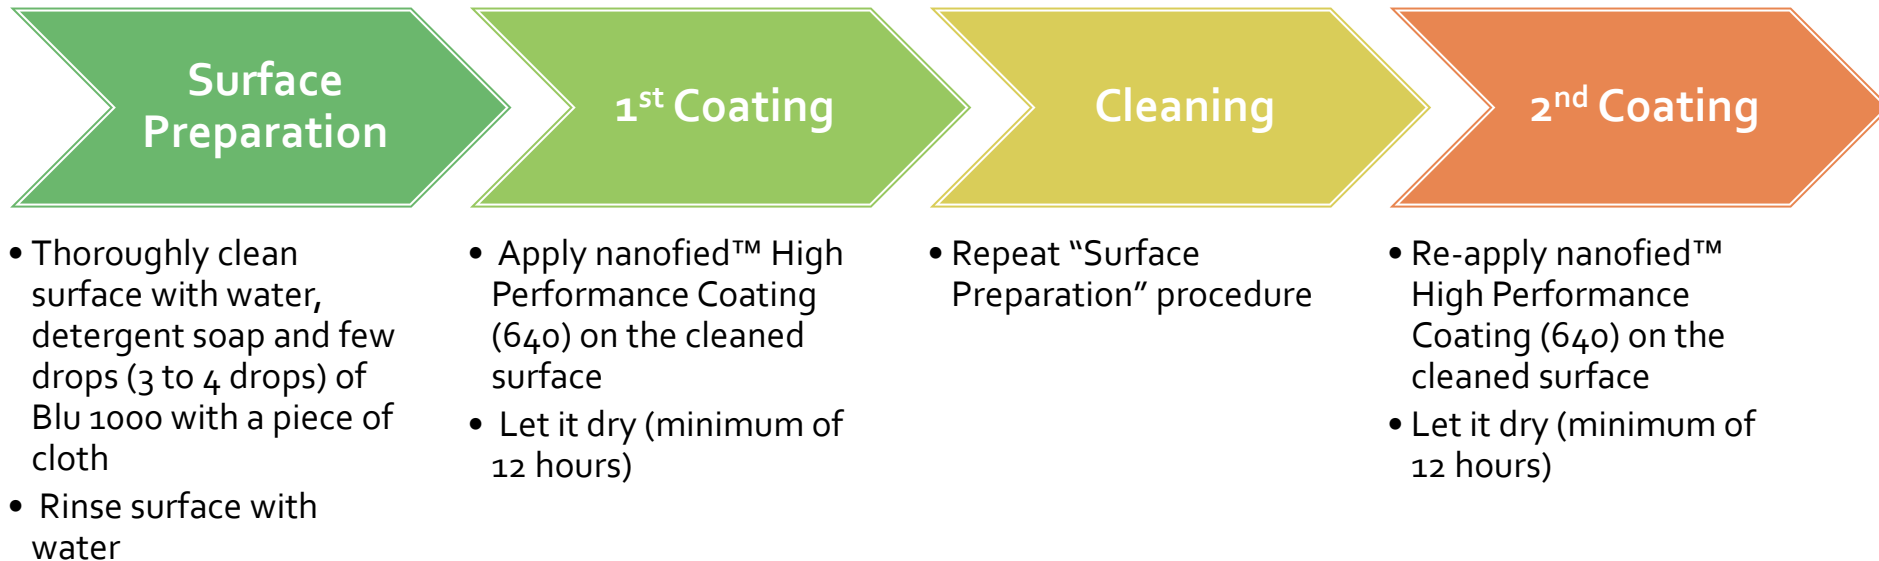 Surface
Preparation
• Thoroughly clean
surface with water,
detergent soap and few
drops (3 to 4 drops) of
Blu 1000 with a piece of
cloth
• Rinse surface with
water
1st Coating
• Apply nanofied™ High
Performance Coating
(640) on the cleaned
surface
• Let it dry (minimum of
12 hours)
Cleaning
• Repeat “Surface
Preparation” procedure
2nd Coating
• Re-apply nanofied™
High Performance
Coating (640) on the
cleaned surface
• Let it dry (minimum of
12 hours)